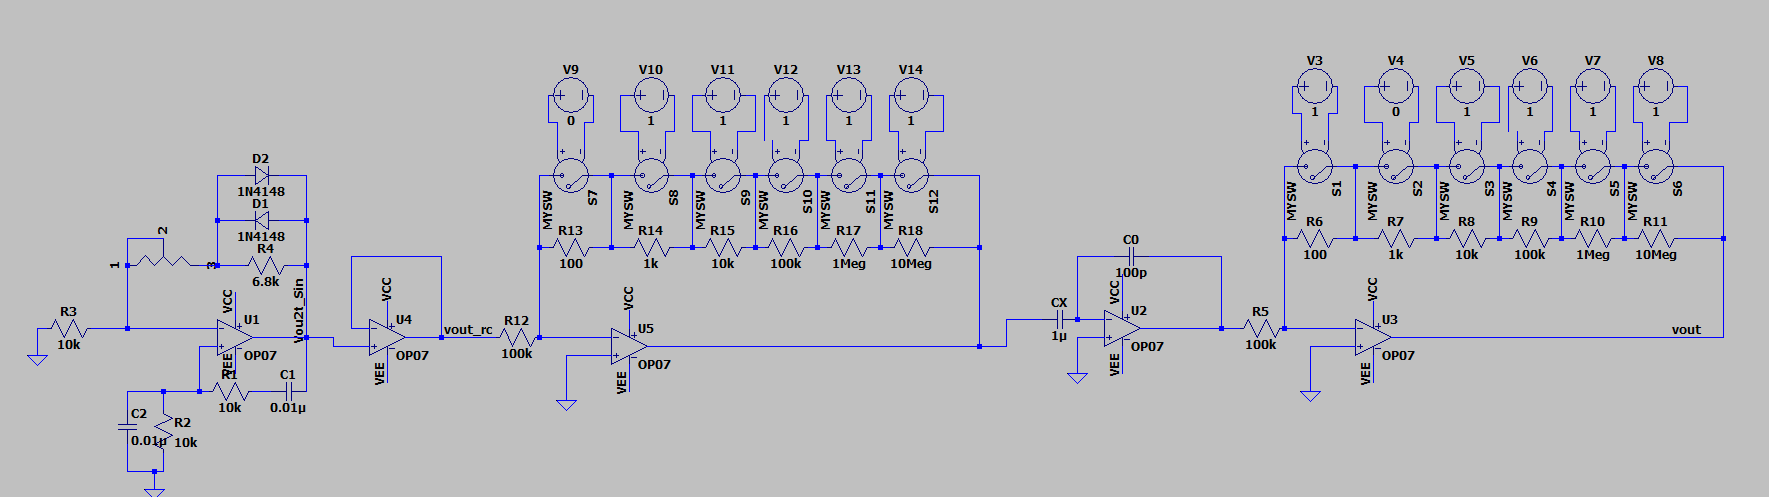 V9 V10 V11 V12 V13 V14
0 1 1 1 1 1
MYSW S7 MYSW S8 MYSW S9 MYSW S10 MYSW S11 MYSW S12
R13 R14 R15 R16 R17 R18
100 1k 10k 100k 1Meg 10Meg
V3 V4 V5 V6 V7 V8
1 0 1 1 1 1
MYSW S1 MYSW S2 MYSW S3 MYSW S4 MYSW S5 MYSW S6
R6 R7 R8 R9 R10 R11
100 1k 10k 100k 1Meg 10Meg
D2
1N4148
D1
1N4148
R4
6.8k
1 2 3
R3
10k
VCC
U1
VEE
Vou2t_Sin
R1
10k
C1
0.01µ
C2
0.01µ
R2
10k
VCC
U4
OP07
VEE
vout_rc
R12
100k
VCC
U5
OP07
VEE
CX
1µ
C0
100p
VCC
U2
OP07
VEE
R5
100k
VCC
U3
OP07
VEE
vout
OP07